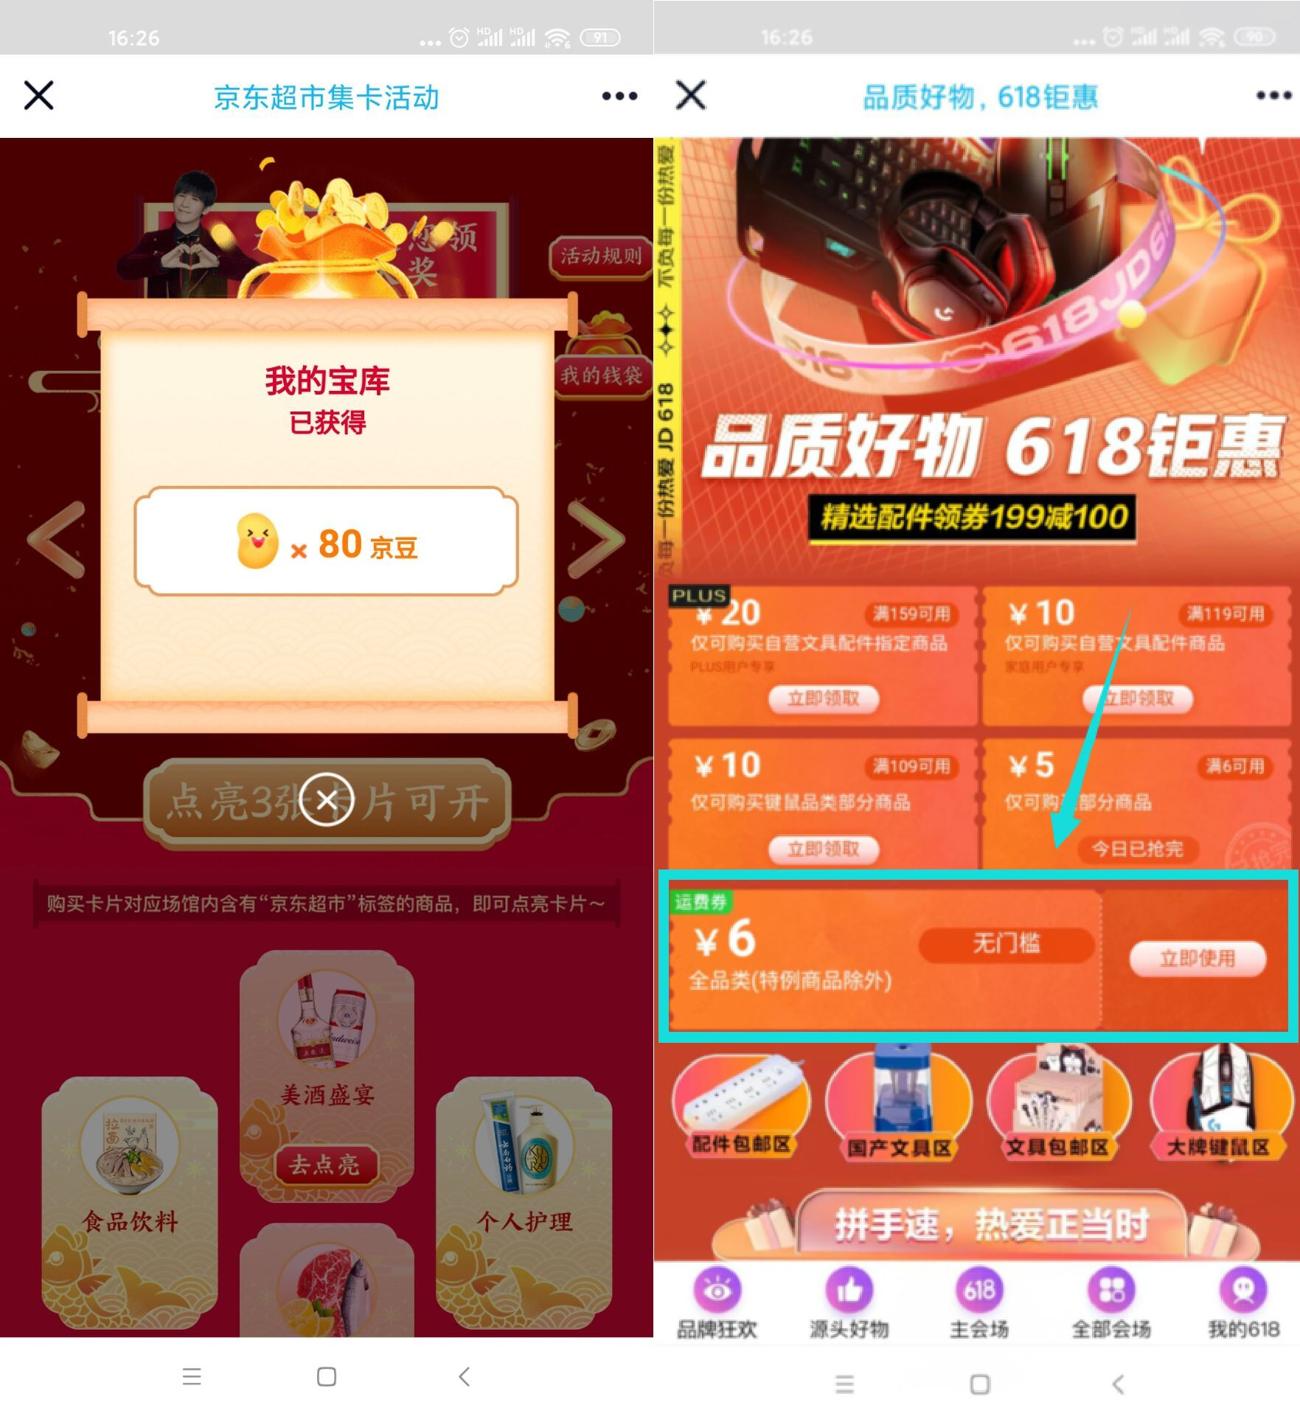 16:26
HD
HD
6
91
京东超市集卡活动
活动规则
您领
奖
我的钱袋
我的宝库
已获得
× 80 京豆
点亮3张卡片可开
购买卡片对应场馆内含有“京东超市”标签的商品，即可点亮卡片～
美酒盛宴
去点亮
食品饮料
个人护理
16:26
90
品质好物，618钜惠
不负每一份热爱
JD 618
618JD6
品质好物 618钜惠
精选配件领券199减100
PLUS
¥20
满159可用
仅可购买自营文具配件指定商品
PLUS用户专享
立即领取
¥10
满119可用
仅可购买自营文具配件商品
家庭用户专享
立即领取
¥10
满109可用
仅可购买键鼠品类部分商品
立即领取
¥5
满6可用
仅可购 部分商品
今日已抢完
运费券
¥6
无门槛
全品类(特例商品除外)
立即使用
配件包邮区
国产文具区
文具包邮区
大牌键鼠区
拼手速，热爱正当时
618
品牌狂欢
源头好物
主会场
全部会场
我的618